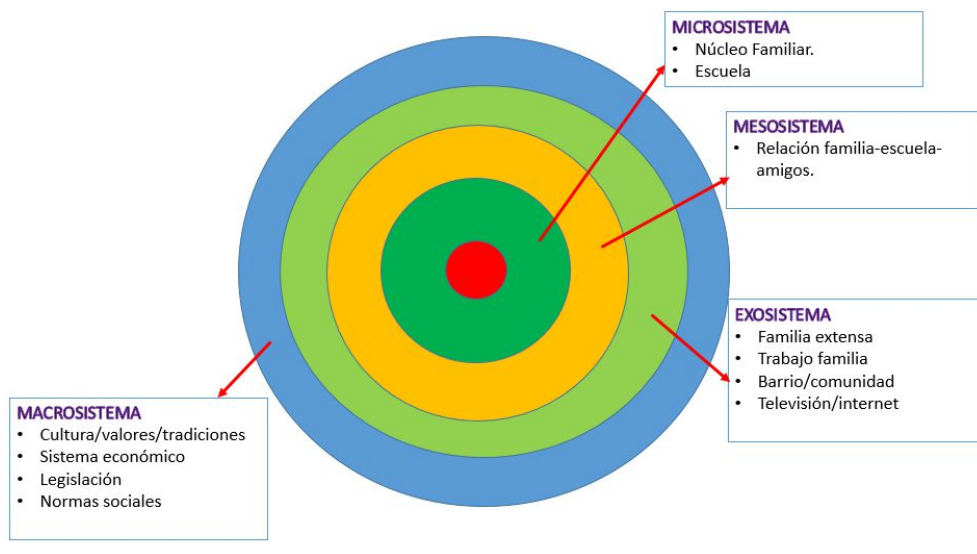 MICROSISTEMA
• Núcleo Familiar.
• Escuela
MESOSISTEMA
• Relación familia-escuela-
amigos.
EXOSISTEMA
• Familia extensa
• Trabajo familia
• Barrio/comunidad
• Televisión/internet
MACROSISTEMA
• Cultura/valores/tradiciones
• Sistema económico
• Legislación
• Normas sociales